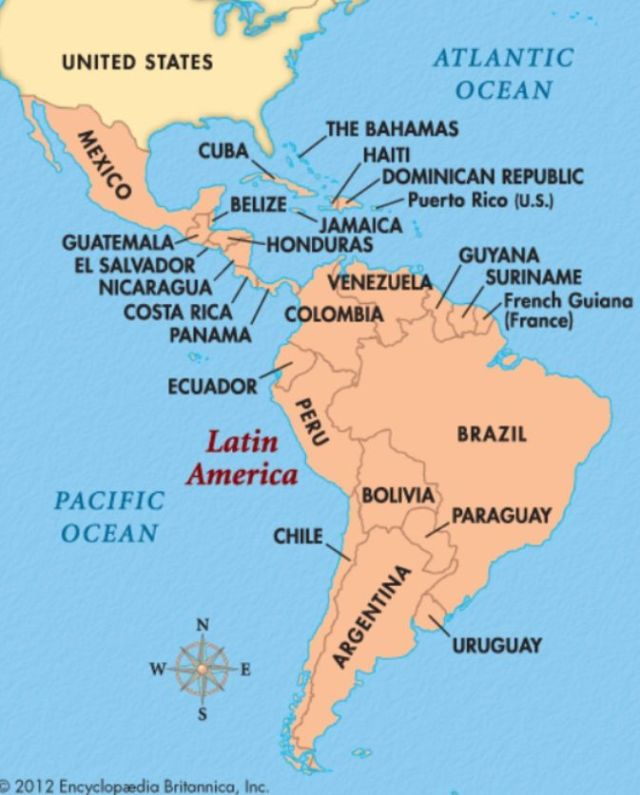 UNITED STATES
ATLANTIC
OCEAN
MEXICO
CUBA
THE BAHAMAS
HAITI
DOMINICAN REPUBLIC
Puerto Rico (U.S.)
BELIZE
JAMAICA
GUATEMALA
HONDURAS
EL SALVADOR
NICARAGUA
COSTA RICA
PANAMA
VENEZUELA
GUYANA
SURINAME
French Guiana
(France)
COLOMBIA
ECUADOR
PERU
BRAZIL
Latin
America
PACIFIC
OCEAN
BOLIVIA
PARAGUAY
CHILE
ARGENTINA
URUGUAY
N
W E
S
© 2012 Encyclopædia Britannica, Inc.